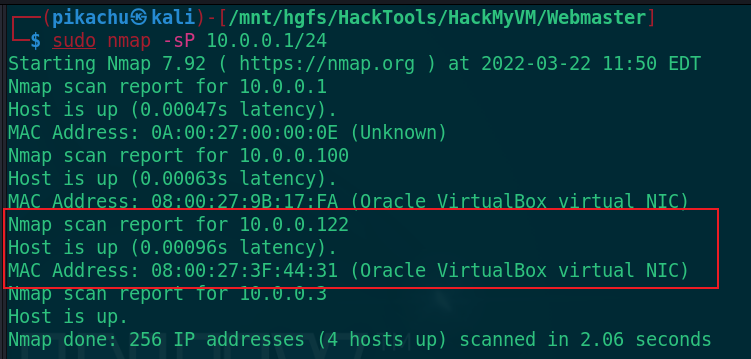 ┌──(pikachu㉿kali)-[/mnt/hgfs/HackTools/HackMyVM/Webmaster]
└─$ sudo nmap -sP 10.0.0.1/24
Starting Nmap 7.92 ( https://nmap.org ) at 2022-03-22 11:50 EDT
Nmap scan report for 10.0.0.1
Host is up (0.00047s latency).
MAC Address: 0A:00:27:00:00:0E (Unknown)
Nmap scan report for 10.0.0.100
Host is up (0.00063s latency).
MAC Address: 08:00:27:9B:17:FA (Oracle VirtualBox virtual NIC)
Nmap scan report for 10.0.0.122
Host is up (0.00096s latency).
MAC Address: 08:00:27:3F:44:31 (Oracle VirtualBox virtual NIC)
Nmap scan report for 10.0.0.3
Host is up.
Nmap done: 256 IP addresses (4 hosts up) scanned in 2.06 seconds